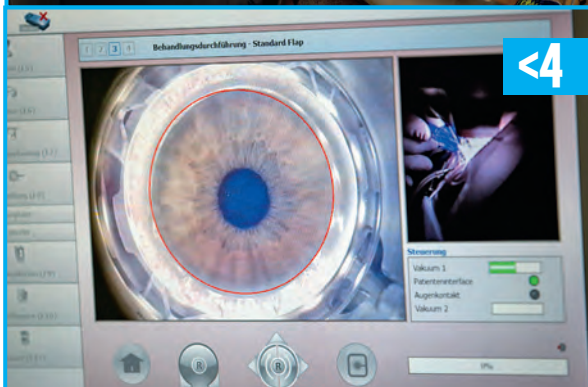 1 2 3 4 Behandlungsdurchführung - Standard Flap
<4
Steuerung
Vakuum 1
Patienteninterface
Augenkontakt
Vakuum 2
R
R
0%